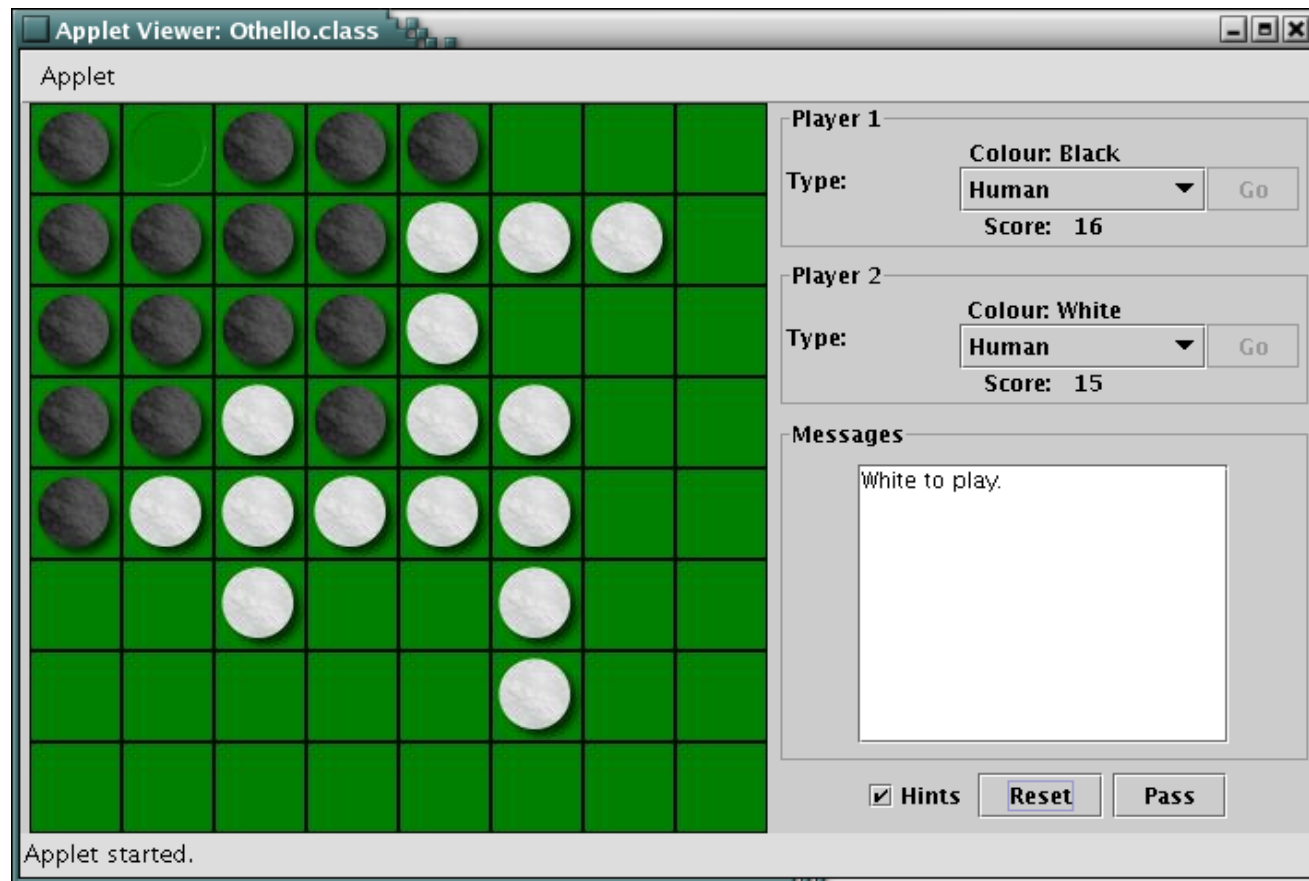 Applet Viewer: Othello.class
Applet
Player 1
Colour: Black
Type:
Human
Go
Score: 16
Player 2
Colour: White
Type:
Human
Go
Score: 15
Messages
White to play.
Hints
Reset
Pass
Applet started.